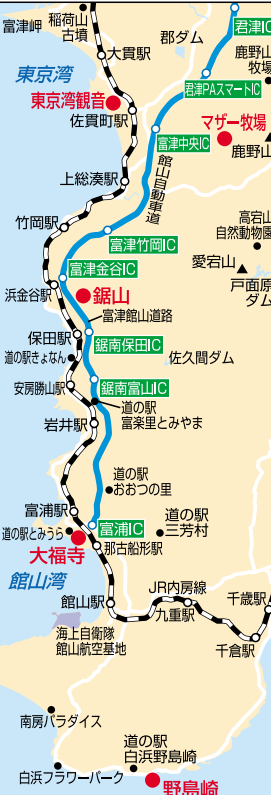 稲荷山
古墳
富津岬
大貫駅
郡ダム
君津IC
鹿野山
牧場
君津PAスマートIC
東京湾
東京湾観音
佐貫町駅
富津中央IC
マザー牧場
鹿野山
館山自動車道
上総湊駅
竹岡駅
富津竹岡IC
高宕山
自然動物園
愛宕山
戸面原
ダム
富津金谷IC
浜金谷駅
鋸山
富津館山道路
保田駅
鋸南保田IC
道の駅きょなん
佐久間ダム
安房勝山駅
鋸南富山IC
道の駅
富楽里とみやま
岩井駅
道の駅
おおつの里
富浦駅
富浦IC
道の駅
三芳村
道の駅とみうら
大福寺
那古船形駅
館山湾
館山駅
JR内房線
九重駅
千歳駅
海上自衛隊
館山航空基地
千倉駅
南房パラダイス
道の駅
白浜野島崎
白浜フラワーパーク
野島崎